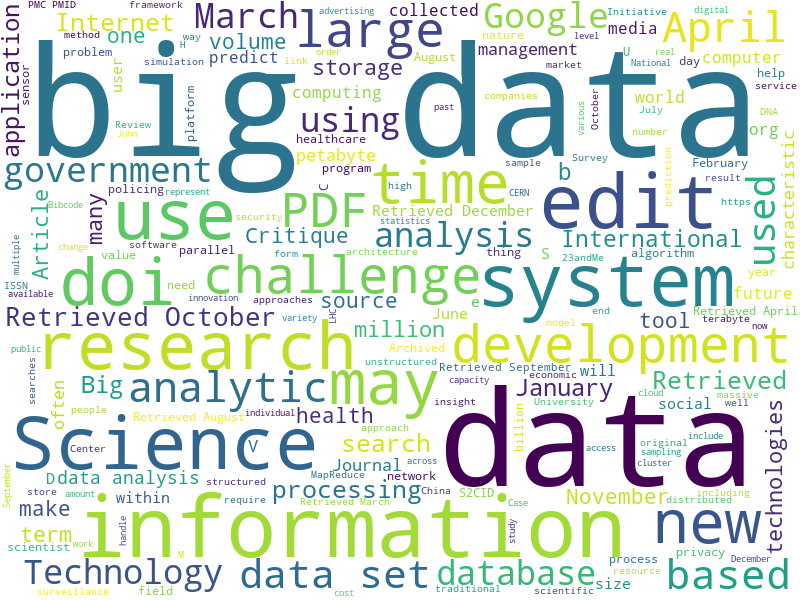 PMC PMID
framework
advertising
Initiative
digital
Internet
one
March
large
collected
Google
media
April
method
problem
H
way
order
nature
level
application
sensor
user
volume
predict
simulation
link
August
management
U
real
computer
National
market
day
help
storage
platform
big data
computing
companies
past
world
service
various
October
July
DNA
Review
John
using
number
org
characteristic
healthcare
petabyte
government
program
sample
Survey
February
result
many
policing
represent
C
time
high
CERN
b
edit
prediction
https
used
Article
Bibcode
use
security
PDF
Retrieved December
statistics
multiple
change
software
parallel
Critique
analysis
thing
International
algorithm
value
form
architecture
S
23andMe
ISSN
doi
need
challenge
system
year
available
innovation
approaches
source
e
future
Retrieved October
variety
LHC
million
June
end
tool
terabyte
Retrieved April
now
public
research
Archived
unstructured
development
model
will
searches
Big
analytic
may
Retrieved September
economic
capacity
January
Retrieved
often
people
insight
University
cloud
massive
social
well
Retrieved August
individual
health
approach
billion
original
sampling
include
Science
Center
V
search
data
access
cluster
technologies
September
D
data analysis
structured
Journal
across
MapReduce
network
store
amount
within
require
processing
China
S2CID
Case
November
including
distributed
make
Retrieved March
term
handle
information
study
new
scientist
work
M
privacy
December
Technology
data set
database
process
resource
based
surveillance
field
cost
traditional
scientific
size